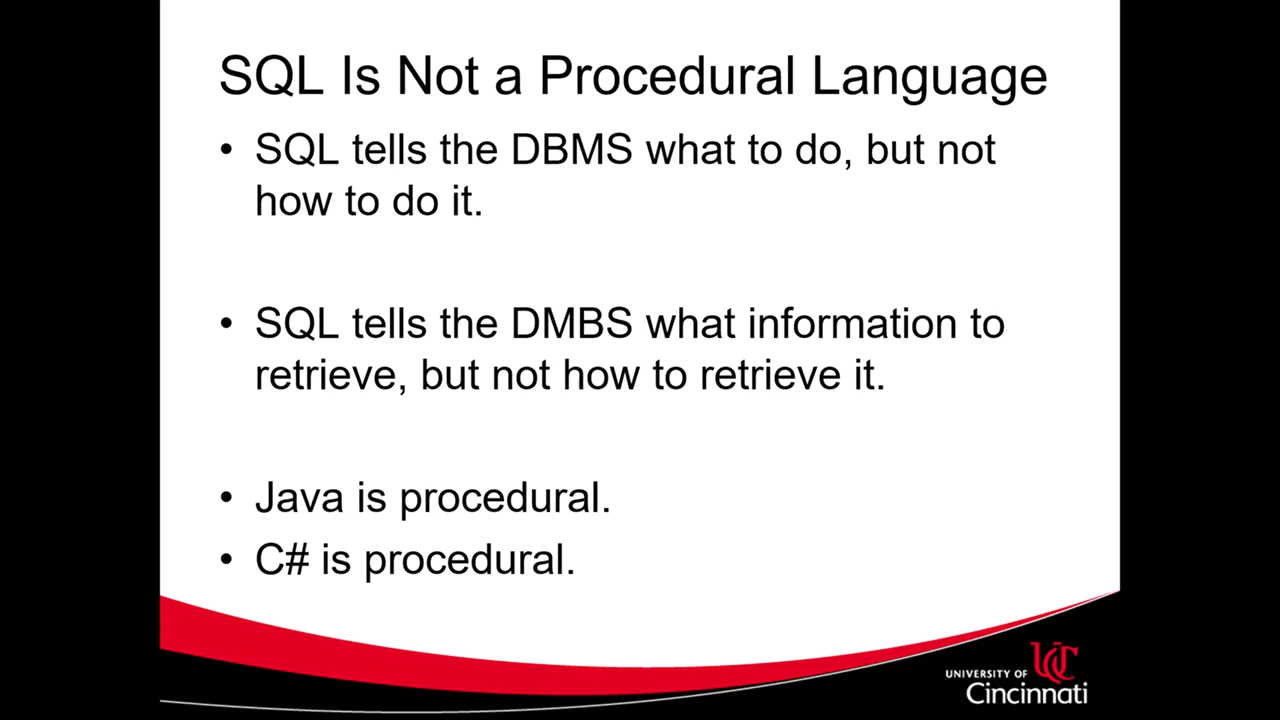 SQL Is Not a Procedural Language
• SQL tells the DBMS what to do, but not
how to do it.
• SQL tells the DMBS what information to
retrieve, but not how to retrieve it.
• Java is procedural.
• C# is procedural.
UC
UNIVERSITY OF
Cincinnati